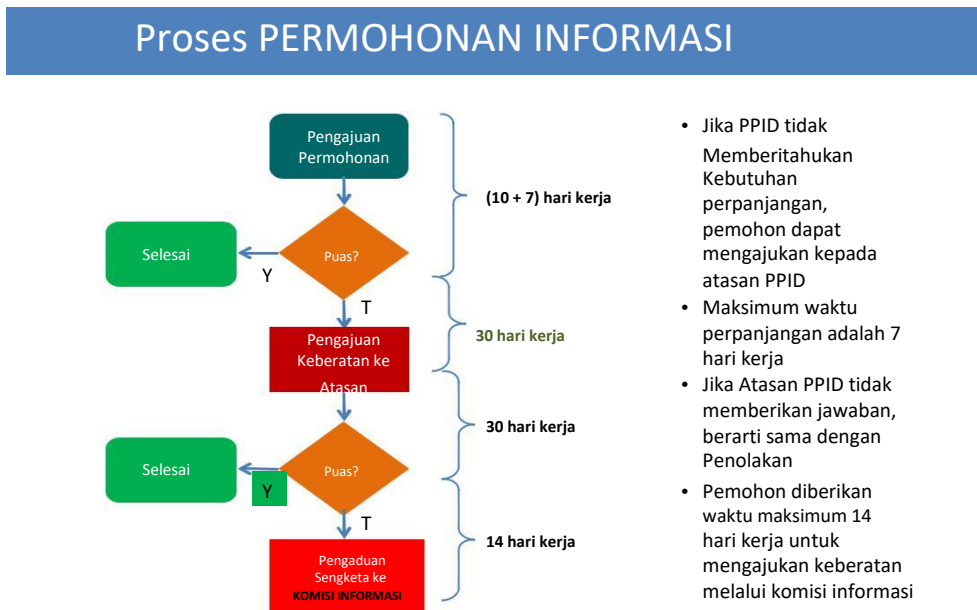 Proses PERMOHONAN INFORMASI
Pengajuan
Permohonan
(10 + 7) hari kerja
Selesai
Puas?
Y
T
30 hari kerja
Pengajuan
Keberatan ke
Atasan
30 hari kerja
Selesai
Puas?
Y
T
14 hari kerja
Pengaduan
Sengketa ke
KOMISI INFORMASI
• Jika PPID tidak
Memberitahukan
Kebutuhan
perpanjangan,
pemohon dapat
mengajukan kepada
atasan PPID
• Maksimum waktu
perpanjangan adalah 7
hari kerja
• Jika Atasan PPID tidak
memberikan jawaban,
berarti sama dengan
Penolakan
• Pemohon diberikan
waktu maksimum 14
hari kerja untuk
mengajukan keberatan
melalui komisi informasi